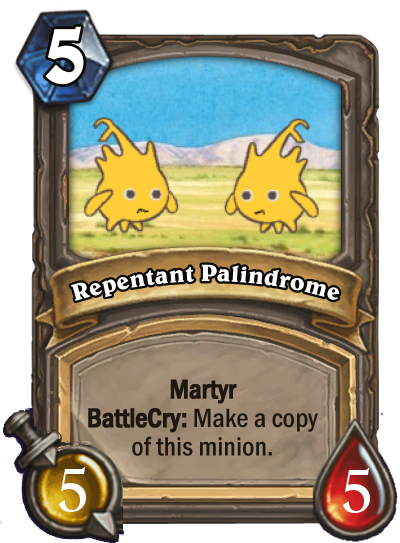 5
Repentant Palindrome
Martyr
BattleCry: Make a copy
of this minion.
5
5